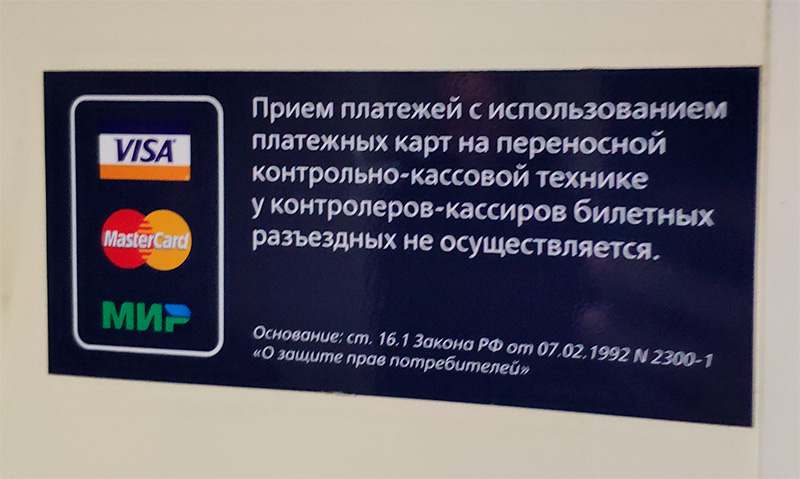 VISA
MasterCard
МИР
Прием платежей с использованием
платежных карт на переносной
контрольно-кассовой технике
у контролеров-кассиров билетных
разъездных не осуществляется.
Основание: ст. 16.1 Закона РФ от 07.02.1992 N 2300-1
«О защите прав потребителей»